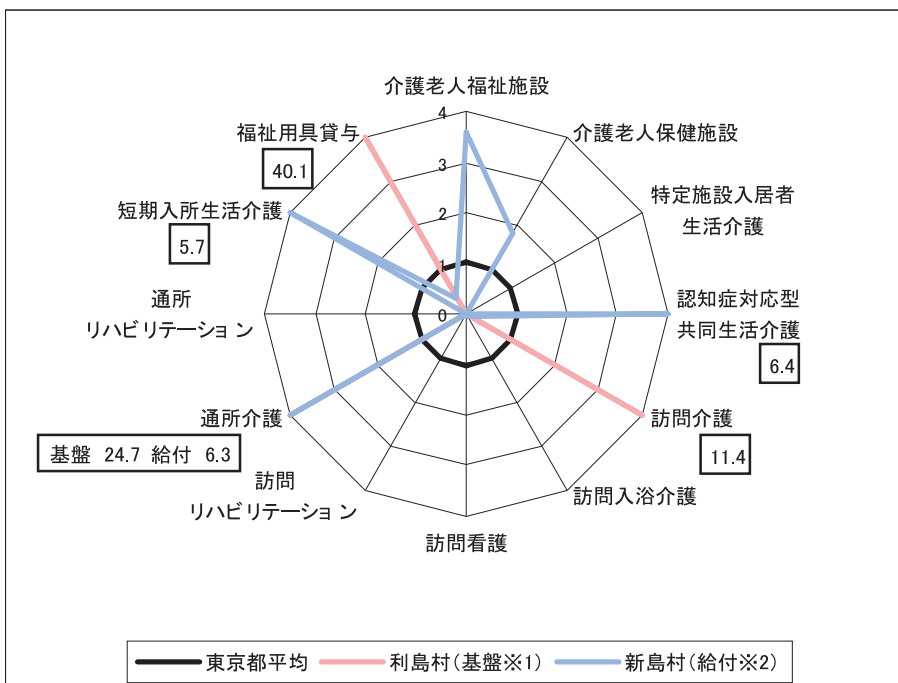 介護老人福祉施設
4
福祉用具貸与
介護老人保健施設
40.1
3
特定施設入居者
生活介護
短期入所生活介護
5.7
2
1
通所
リハビリテーション
0
認知症対応型
共同生活介護
6.4
通所介護
訪問介護
基盤 24.7 給付 6.3
11.4
訪問
リハビリテーション
訪問入浴介護
訪問看護
東京都平均
利島村(基盤※1)
新島村(給付※2)